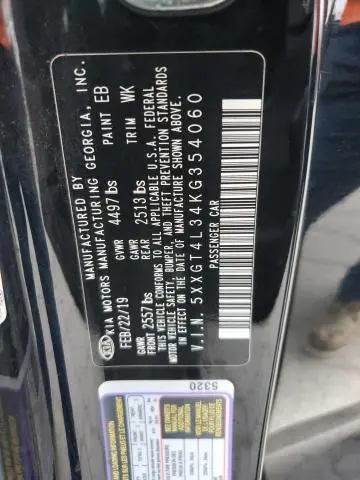 MANUFACTURED BY
KIA KIA MOTORS MANUFACTURING GEORGIA, INC.
FEB/22/19 GVWR 4497 lbs PAINT EB
GAWR FRONT 2557 lbs GAWR REAR 2513 lbs TRIM WK
THIS VEHICLE CONFORMS TO ALL APPLICABLE U.S.A. FEDERAL
MOTOR VEHICLE SAFETY, BUMPER, AND THEFT PREVENTION STANDARDS
IN EFFECT ON THE DATE OF MANUFACTURE SHOWN ABOVE.
V.I.N. 5XXGT4L34KG354060
PASSENGER CAR
5320